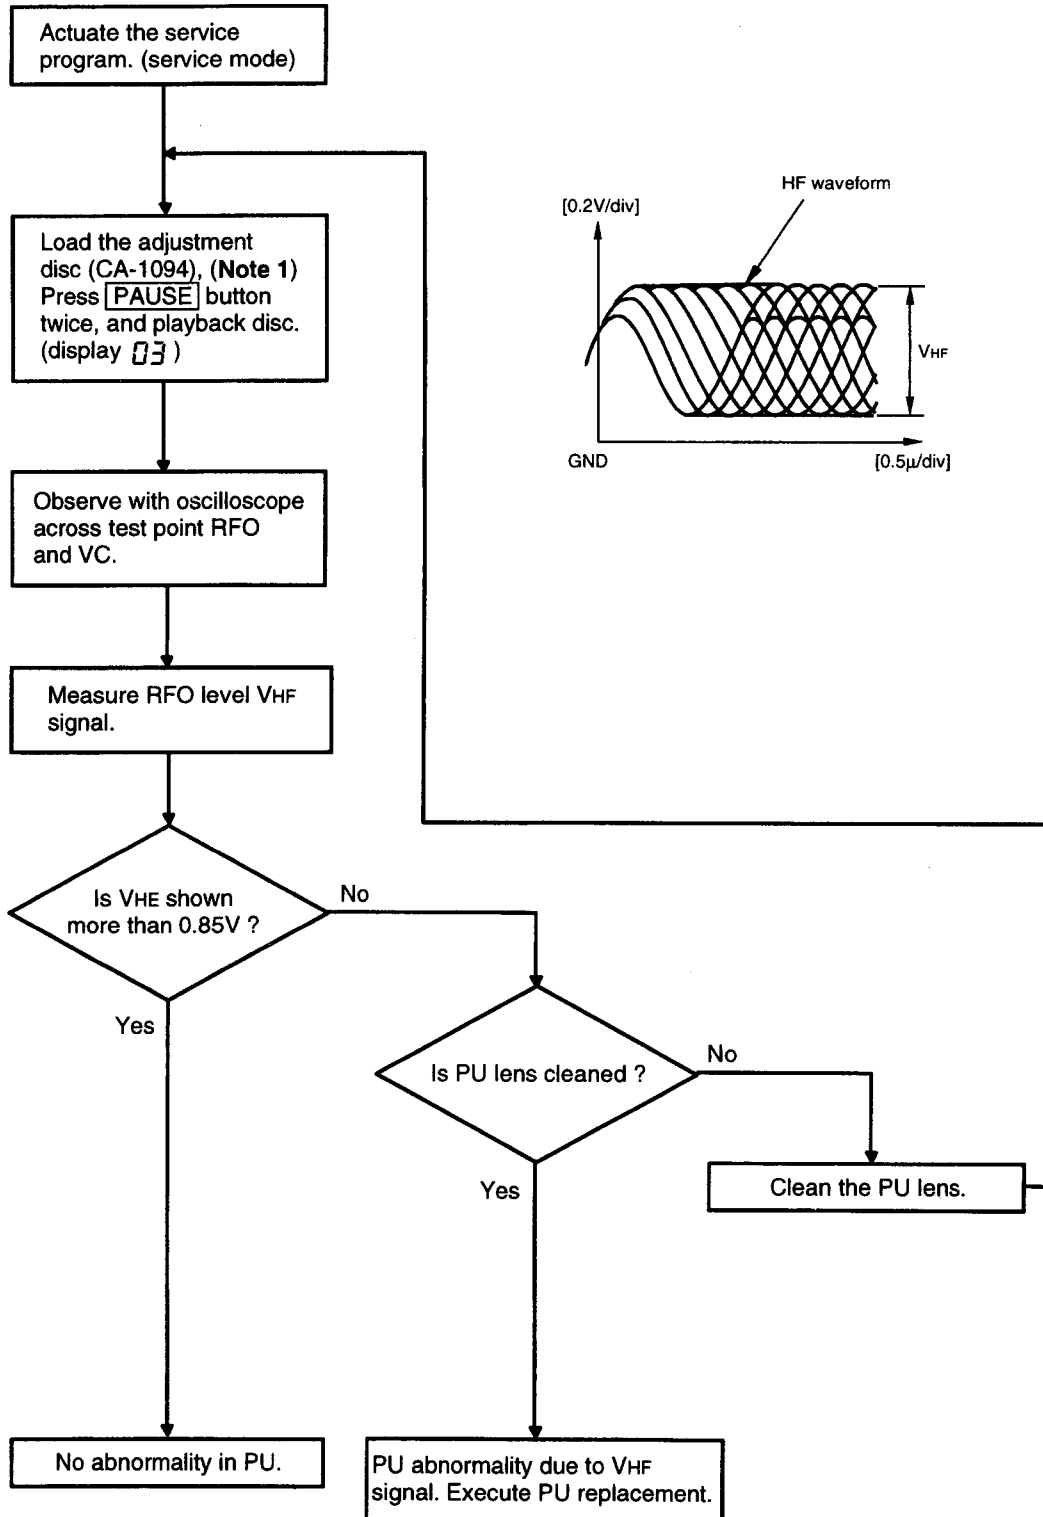 Actuate the service
program. (service mode)
Load the adjustment
disc (CA-1094), (Note 1)
Press PAUSE button
twice, and playback disc.
(display 03)
HF waveform
[0.2V/div]
VHF
GND
[0.5μ/div]
Observe with oscilloscope
across test point RFO
and VC.
Measure RFO level VHF
signal.
Is VHE shown
more than 0.85V ?
No
Yes
Is PU lens cleaned ?
No
Yes
Clean the PU lens.
No abnormality in PU.
PU abnormality due to VHF
signal. Execute PU replacement.